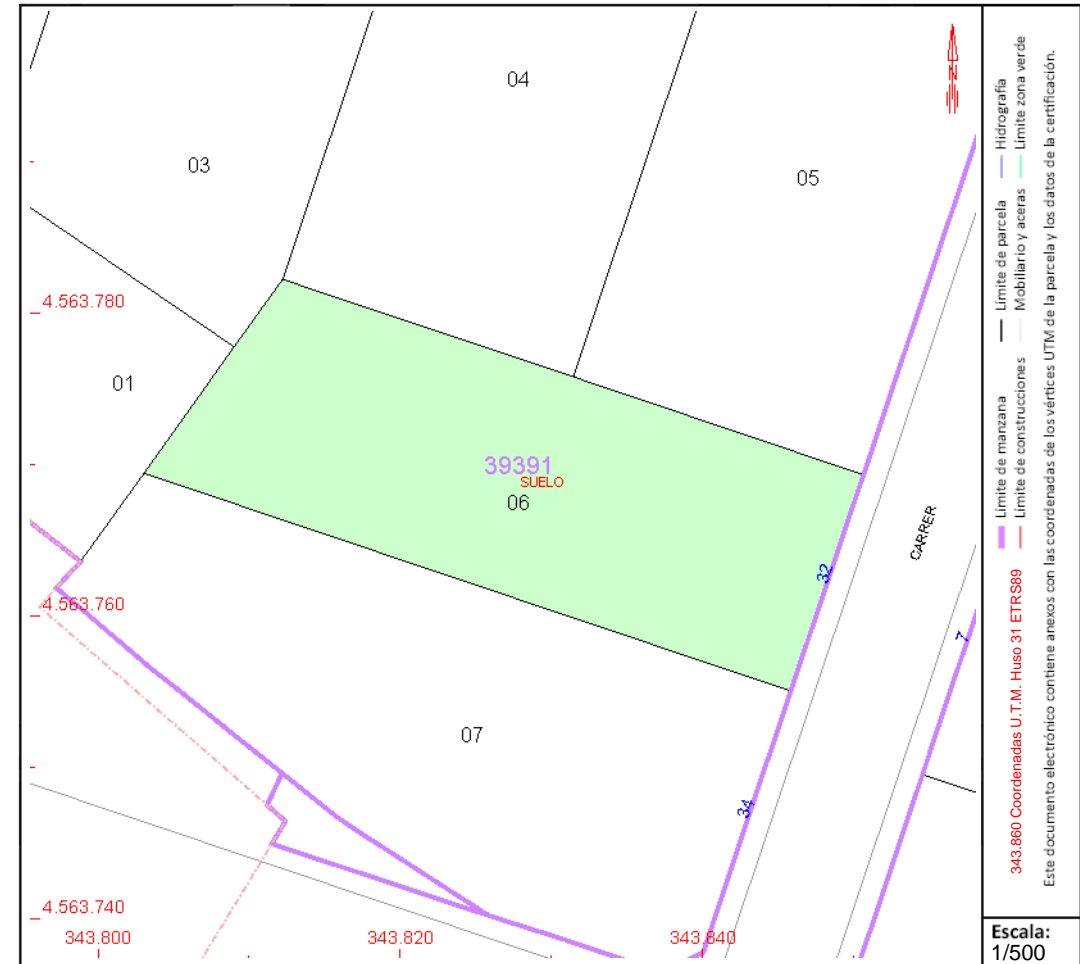 04
03
05
4.563.780
01
39391
SUELO
06
CARRER
32
4.563.760
7
07
34
4.563.740
343.800
343.820
343.840
N
343.860 Coordenadas U.T.M. Huso 31 ETRS89
Límite de manzana
Límite de parcela
Hidrografía
Límite de construcciones
Mobiliario y aceras
Límite zona verde
Este documento electrónico contiene anexos con las coordenadas de los vértices UTM de la parcela y los datos de la certificación.
Escala:
1/500